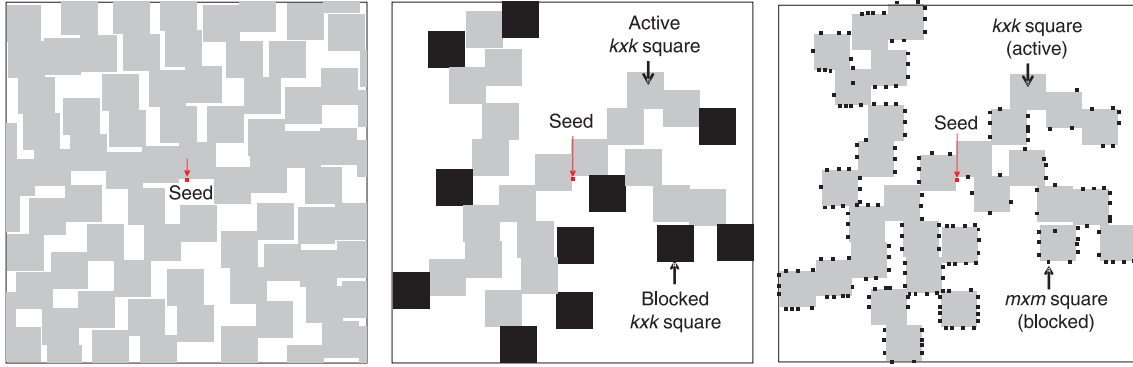 Seed
Active
kxk square
Seed
Blocked
kxk square
kxk square
(active)
Seed
mxm square
(blocked)